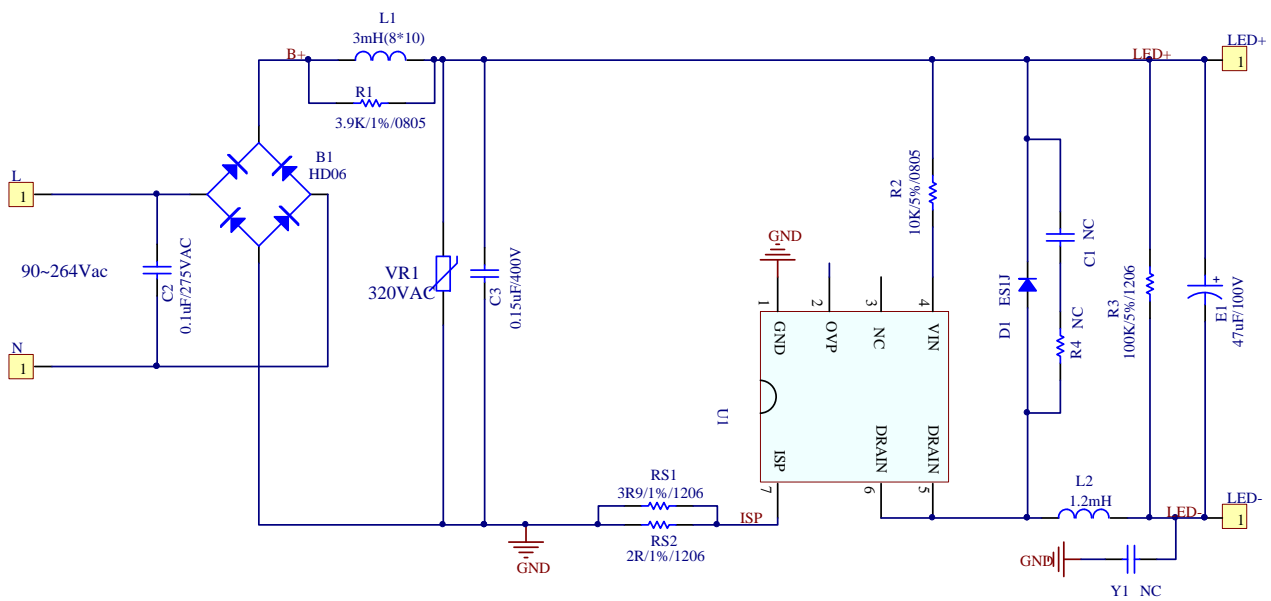 L1
3mH(8*10)
B+
R1
3.9K/1%/0805
LED+
LED+
1
B1
HD06
L
1
90~264Vac
C2
0.1uF/275VAC
N
1
VR1
320VAC
C3
0.15uF/400V
R2
10K/5%/0805
GND
1
2
3
4
GND
OVP
NC
VIN
U1
ISP
DRAIN
DRAIN
7
6
5
D1 ES1J
C1 NC
R4 NC
R3
100K/5%/1206
+
E1
47uF/100V
RS1
3R9/1%/1206
ISP
RS2
2R/1%/1206
GND
L2
1.2mH
LED-
LED-
1
GND
Y1 NC